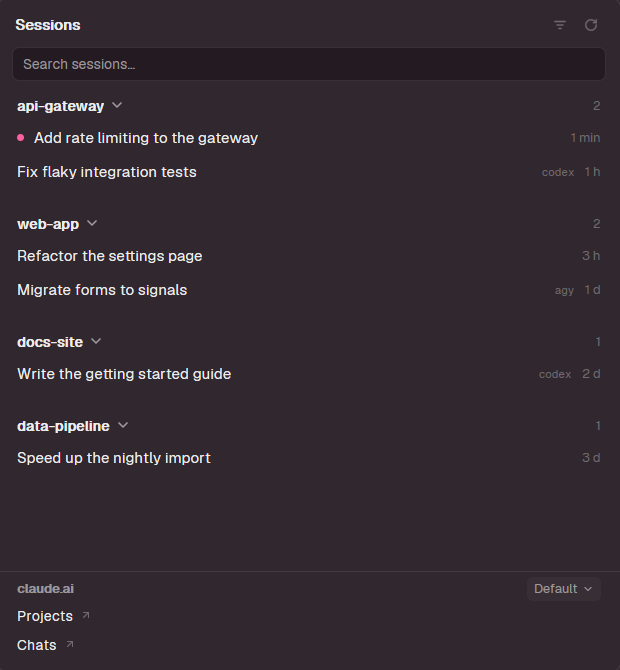 Sessions
Search sessions...
api-gateway 2
Add rate limiting to the gateway 1 min
Fix flaky integration tests codex 1 h
web-app 2
Refactor the settings page 3 h
Migrate forms to signals agy 1 d
docs-site 1
Write the getting started guide codex 2 d
data-pipeline 1
Speed up the nightly import 3 d
claude.ai Default
Projects
Chats